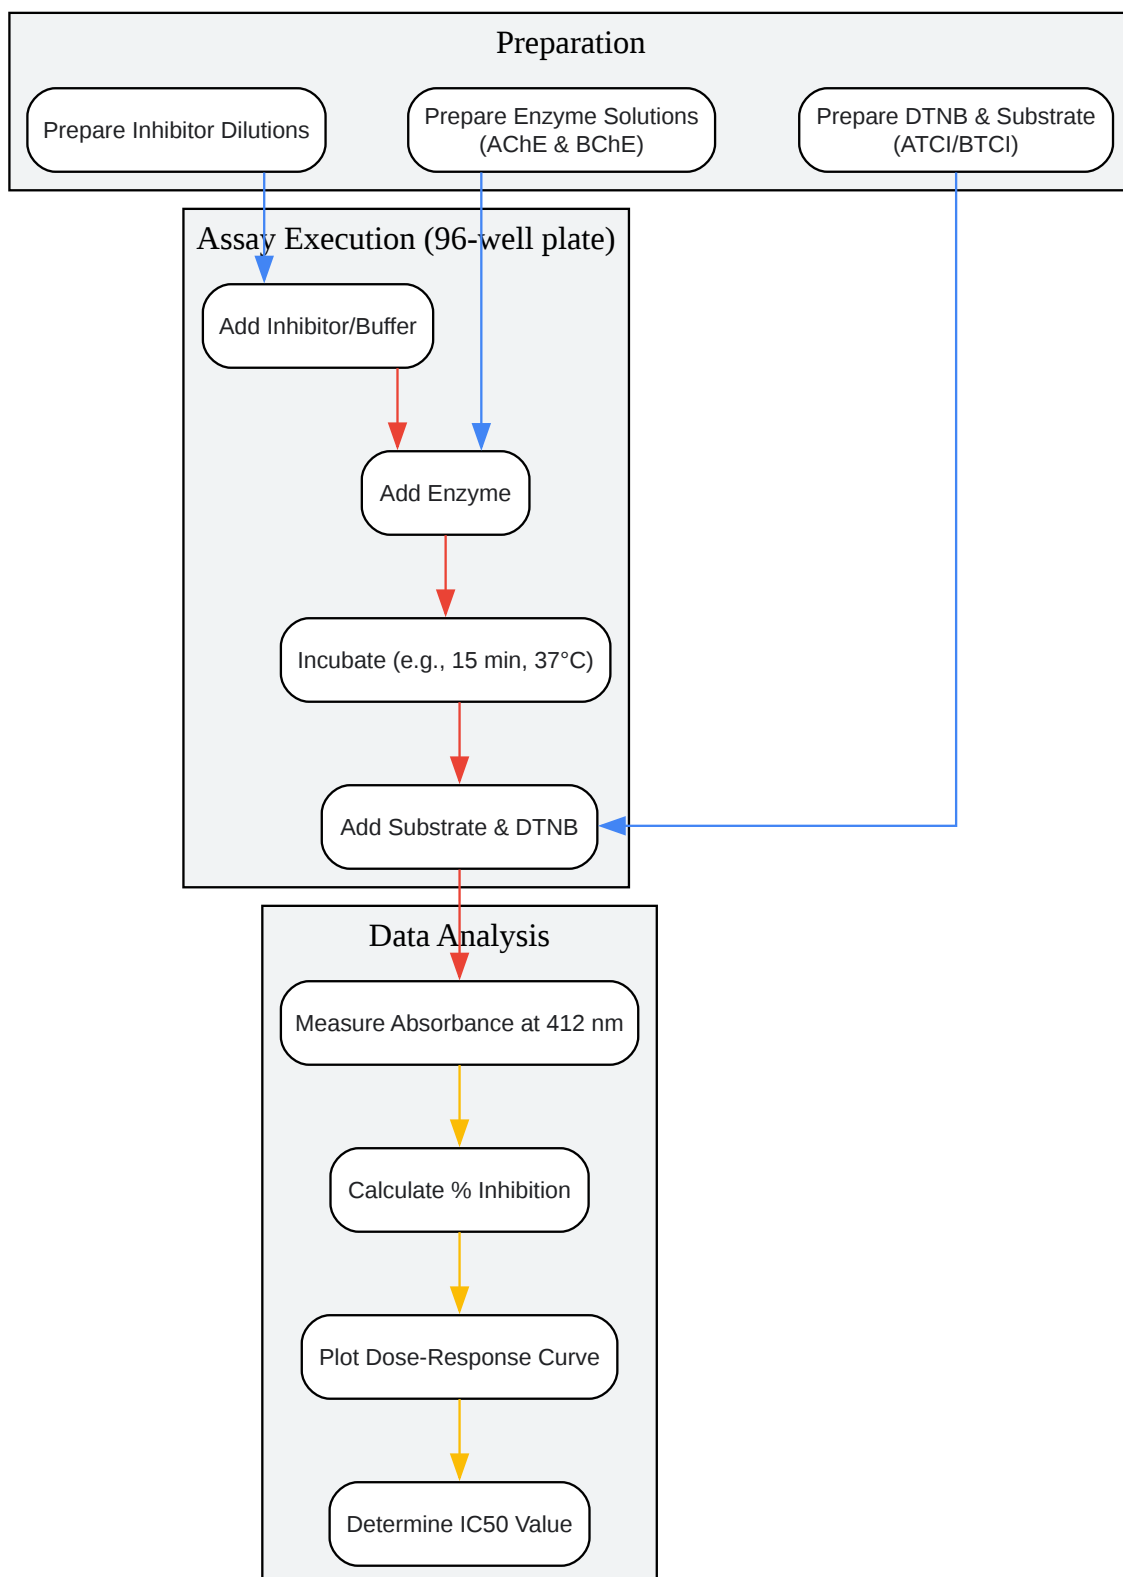 Preparation
Prepare Inhibitor Dilutions
Prepare Enzyme Solutions
(AChE & BChE)
Prepare DTNB & Substrate
(ATCI/BTCI)
Assay Execution (96-well plate)
Add Inhibitor/Buffer
Add Enzyme
Incubate (e.g., 15 min, 37°C)
Add Substrate & DTNB
Data Analysis
Measure Absorbance at 412 nm
Calculate % Inhibition
Plot Dose-Response Curve
Determine IC50 Value